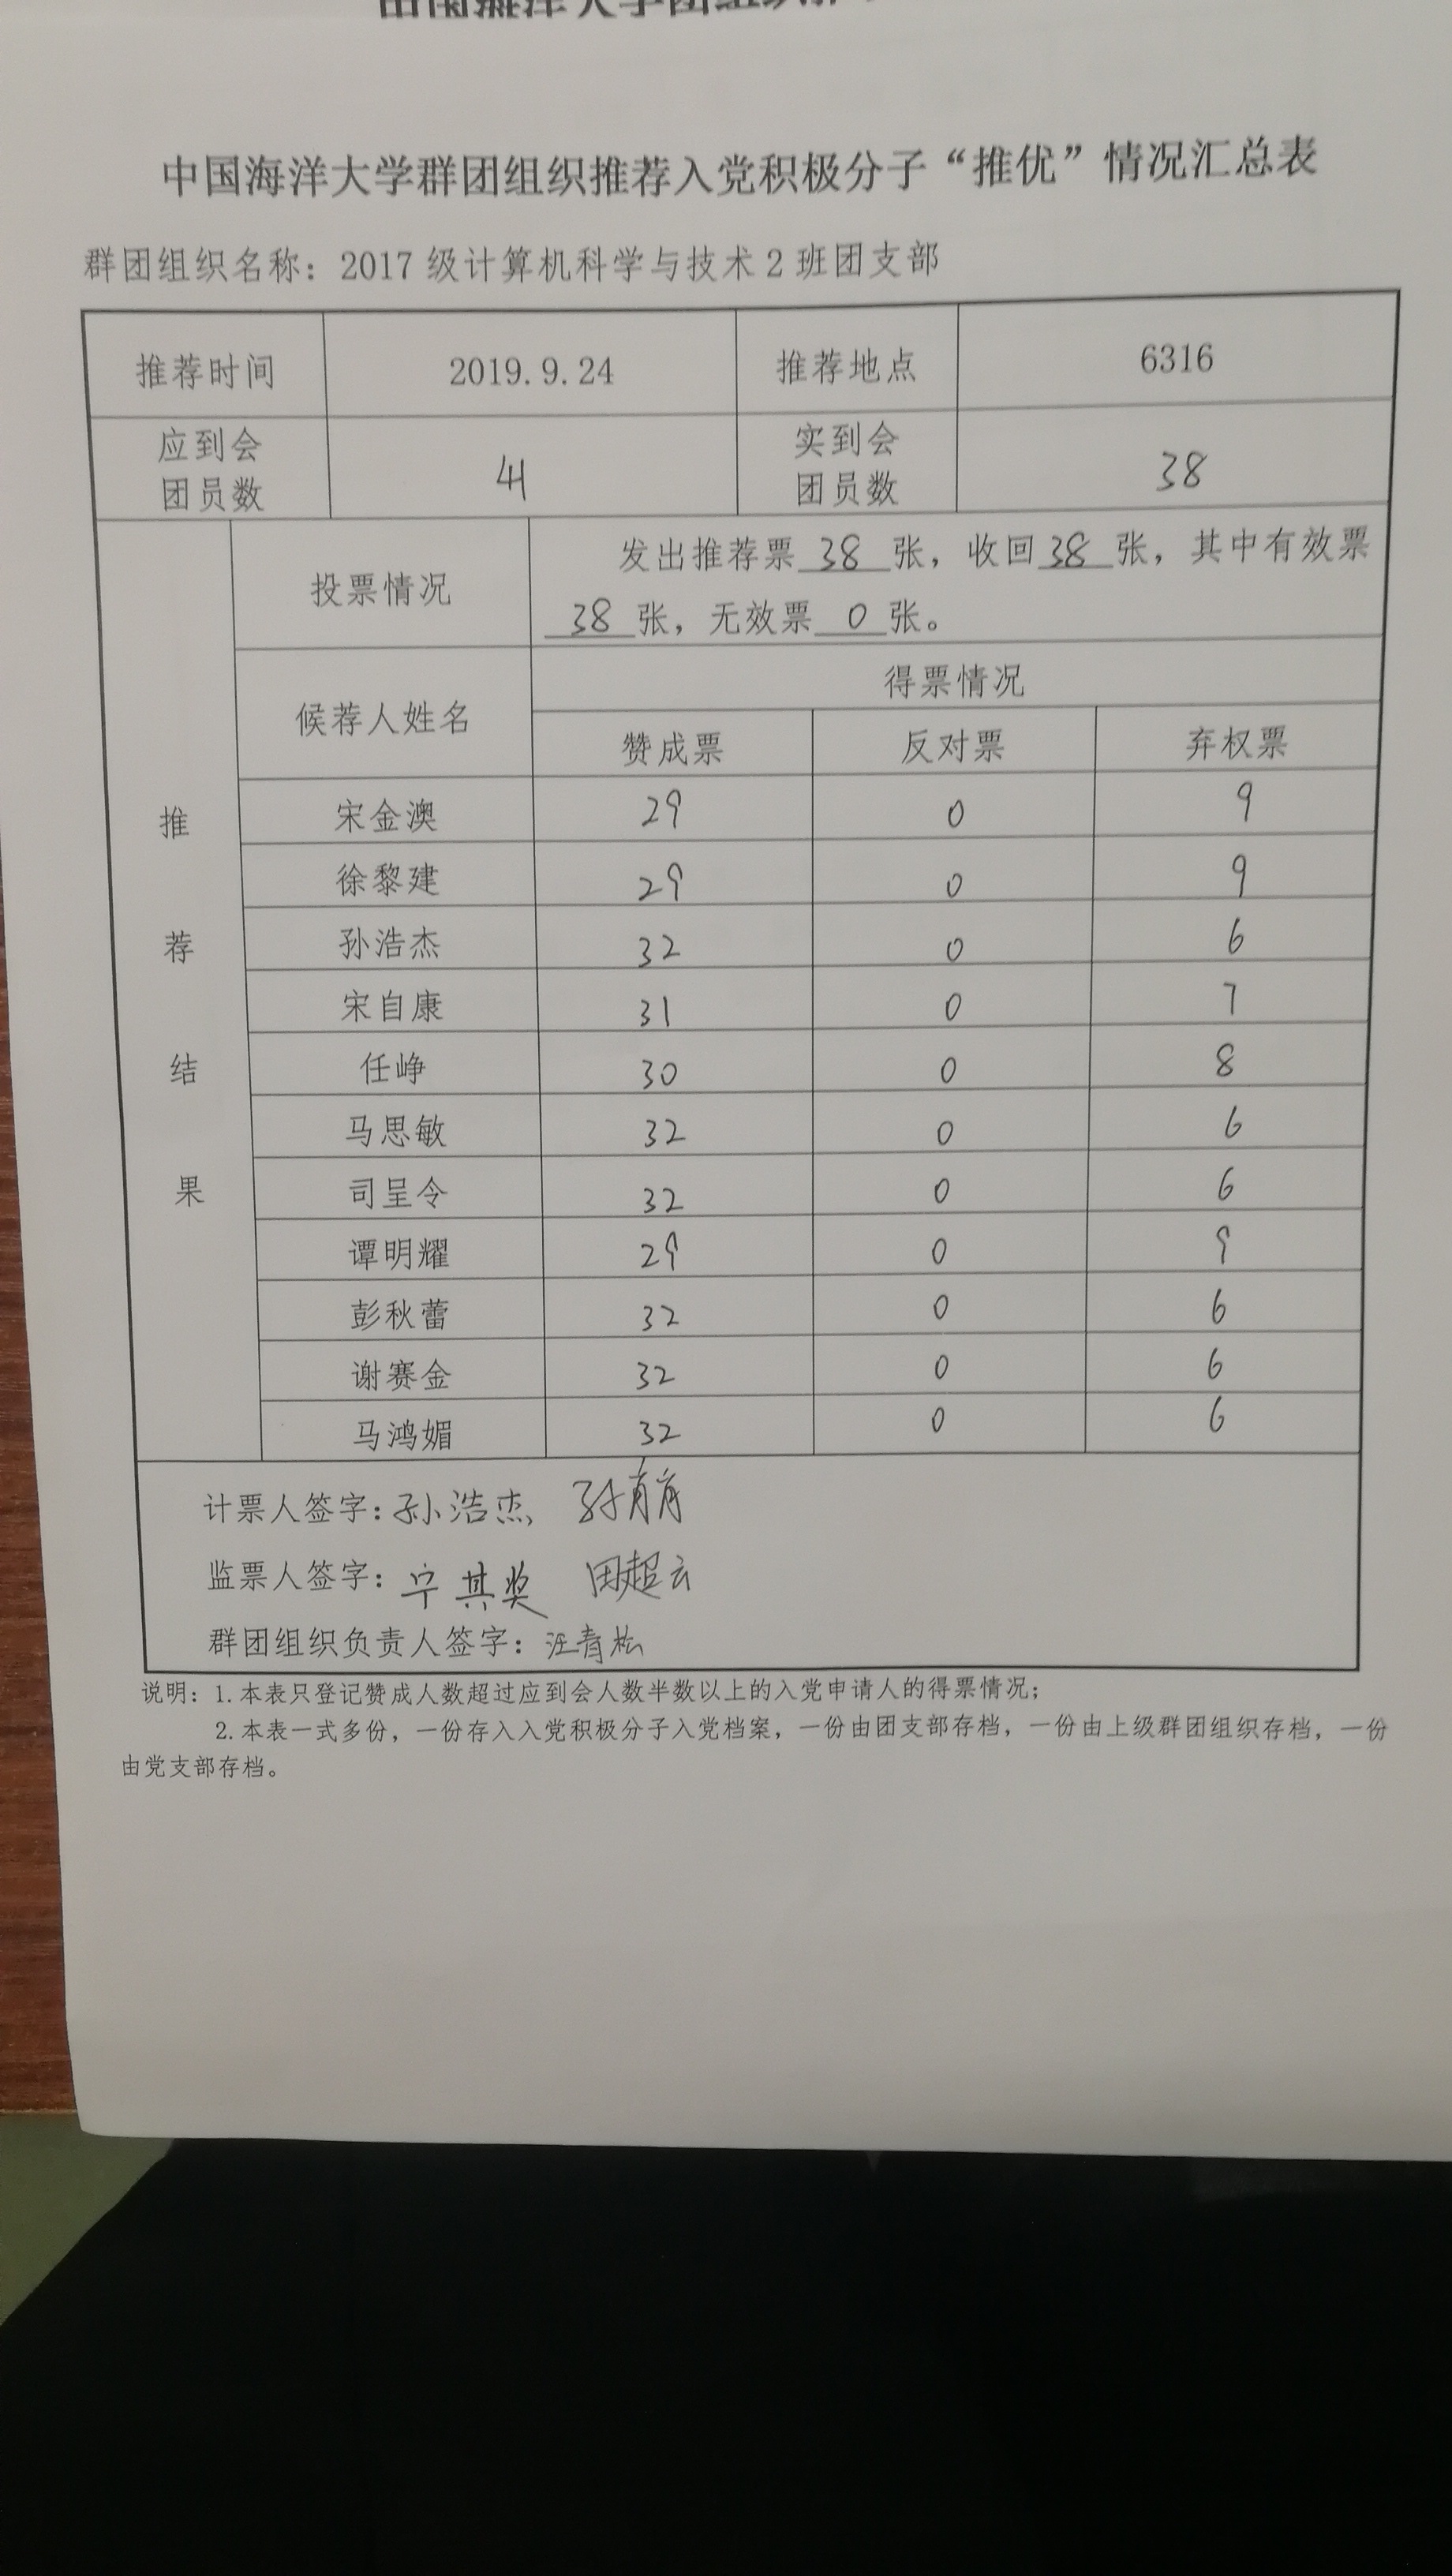 中国海洋大学群团组织推荐入党积极分子“推优”情况汇总表
群团组织名称：2017级计算机科学与技术2班团支部
推荐时间 2019.9.24 推荐地点 6316
应到会团员数 41 实到会团员数 38
推荐结果
投票情况
发出推荐票 38 张，收回 38 张，其中有效票
38 张，无效票 0 张。
候荐人姓名 得票情况
赞成票 反对票 弃权票
宋金澳 29 0 9
徐黎建 29 0 9
孙浩杰 32 0 6
宋自康 31 0 7
任峥 30 0 8
马思敏 32 0 6
司呈令 32 0 6
谭明耀 29 0 9
彭秋蕾 32 0 6
谢赛金 32 0 6
马鸿媚 32 0 6
计票人签字：孙浩杰
监票人签字：宁其奖 田超云
群团组织负责人签字：汪青松
说明：1.本表只登记赞成人数超过应到会人数半数以上的入党申请人的得票情况；
2.本表一式多份，一份存入入党积极分子入党档案，一份由团支部存档，一份由上级群团组织存档，一份
由党支部存档。